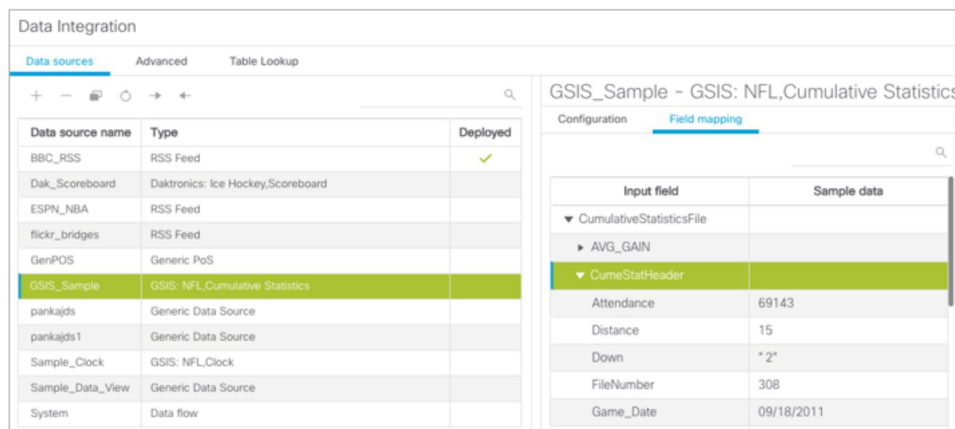 Data Integration
Data sources Advanced Table Lookup
Data source name Type Deployed
BBC_RSS RSS Feed
Dak_Scoreboard Daktronics: Ice Hockey,Scoreboard
ESPN_NBA RSS Feed
flickr_bridges RSS Feed
GenPOS Generic PoS
GSIS_Sample GSIS: NFL,Cumulative Statistics
pankajds Generic Data Source
pankajds1 Generic Data Source
Sample_Clock GSIS: NFL,Clock
Sample_Data_View Generic Data Source
System Data flow
GSIS_Sample - GSIS: NFL,Cumulative Statistics
Configuration Field mapping
Input field Sample data
CumulativeStatisticsFile
AVG_GAIN
CumeStatHeader
Attendance 69143
Distance 15
Down " 2"
FileNumber 308
Game_Date 09/18/2011